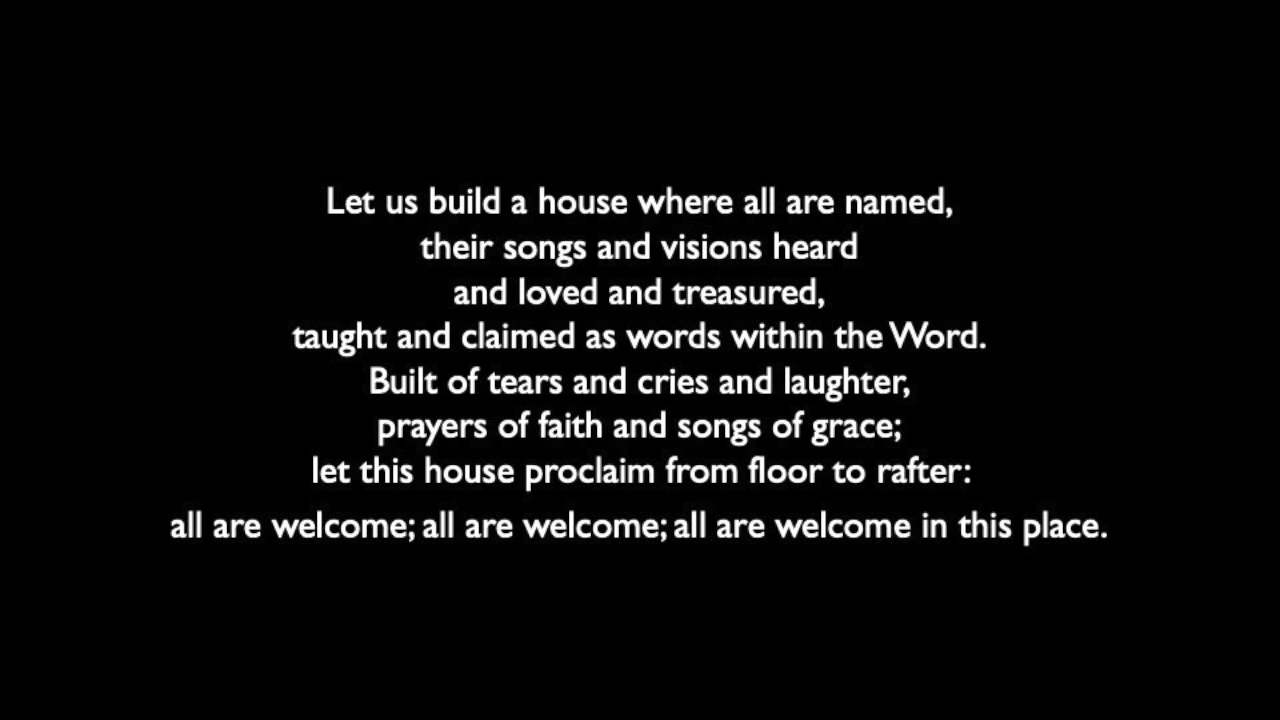 Let us build a house where all are named,
their songs and visions heard
and loved and treasured,
taught and claimed as words within the Word.
Built of tears and cries and laughter,
prayers of faith and songs of grace;
let this house proclaim from floor to rafter:
all are welcome; all are welcome; all are welcome in this place.